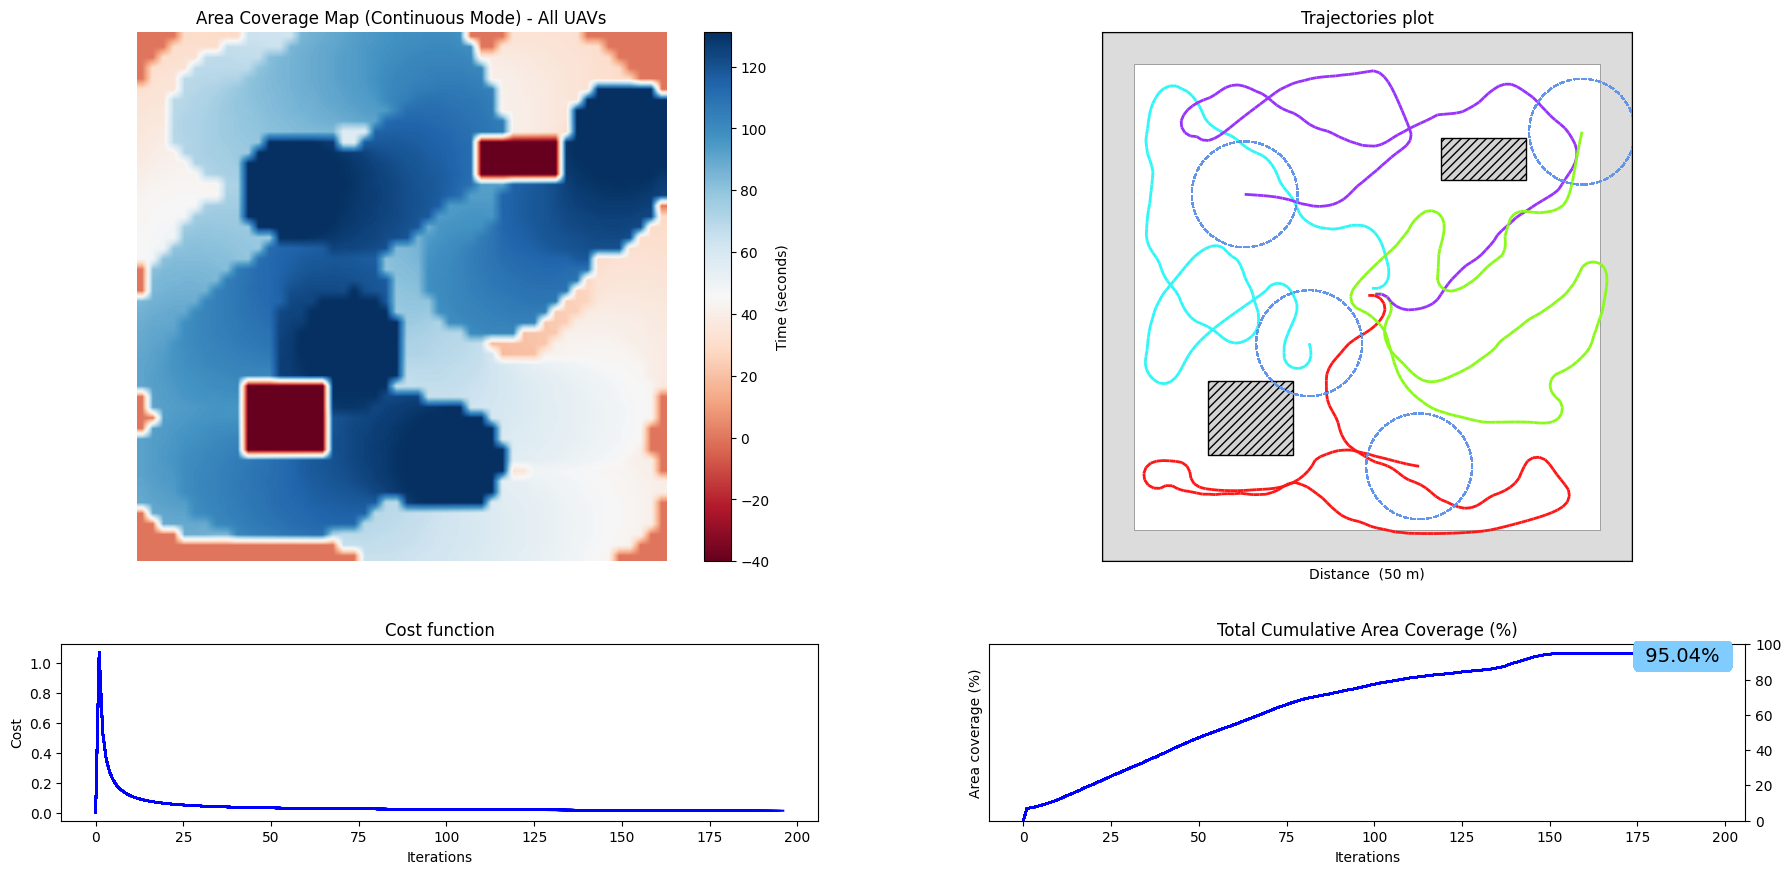 Area Coverage Map (Continuous Mode) - All UAVs
120
100
80
60
40
20
0
−20
−40
Time (seconds)
Trajectories plot
Distance  (50 m)
Cost function
1.0
0.8
0.6
0.4
0.2
0.0
Cost
0 25 50 75 100 125 150 175 200
Iterations
Total Cumulative Area Coverage (%)
95.04%
Area coverage (%)
100
80
60
40
20
0
0 25 50 75 100 125 150 175 200
Iterations